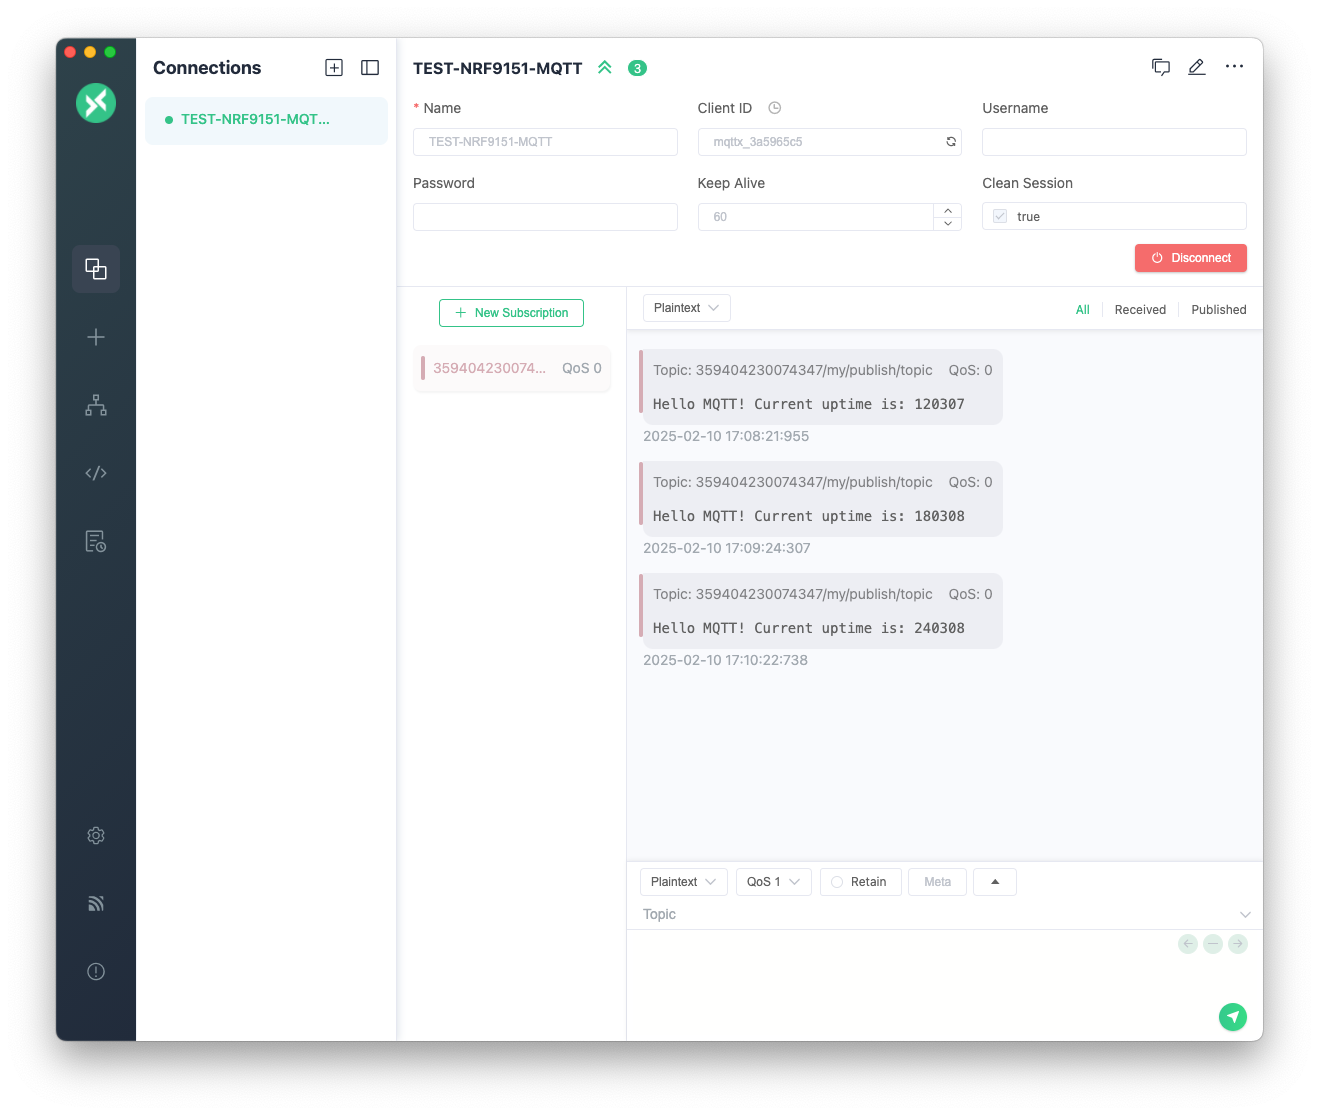 Connections
TEST-NRF9151-MQT...
TEST-NRF9151-MQTT 3
* Name
TEST-NRF9151-MQTT
Client ID
mqttx_3a5965c5
Username
Password
Keep Alive
60
Clean Session
true
Disconnect
New Subscription
359404230074... QoS 0
Plaintext
All
Received
Published
Topic: 359404230074347/my/publish/topic QoS: 0
Hello MQTT! Current uptime is: 120307
2025-02-10 17:08:21:955
Topic: 359404230074347/my/publish/topic QoS: 0
Hello MQTT! Current uptime is: 180308
2025-02-10 17:09:24:307
Topic: 359404230074347/my/publish/topic QoS: 0
Hello MQTT! Current uptime is: 240308
2025-02-10 17:10:22:738
Plaintext QoS 1 Retain Meta
Topic